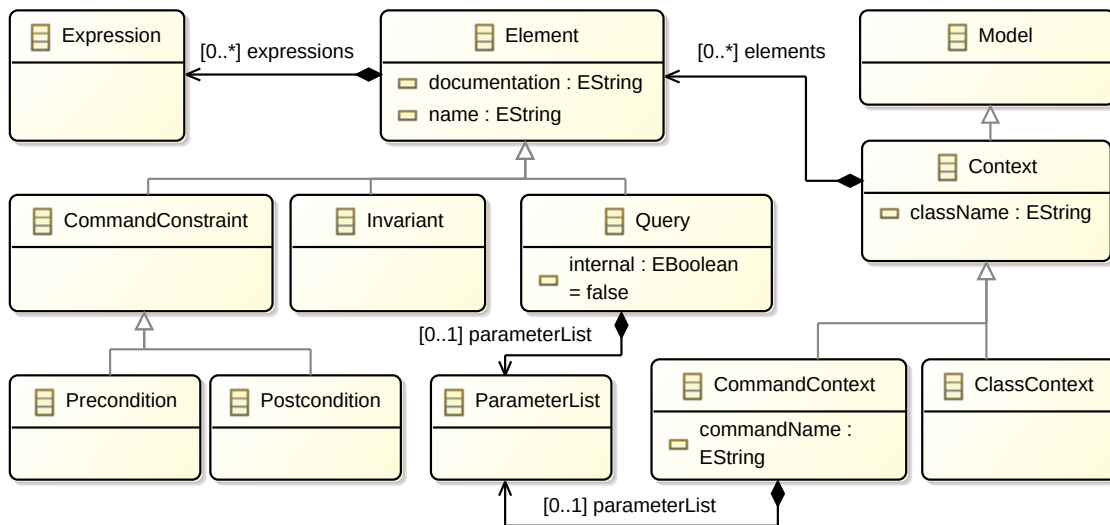 Expression
Element
Model
[0..*] expressions
[0..*] elements
documentation : EString
name : EString
Context
className : EString
CommandConstraint
Invariant
Query
internal : EBoolean
= false
[0..1] parameterList
Precondition
Postcondition
ParameterList
CommandContext
ClassContext
commandName :
EString
[0..1] parameterList